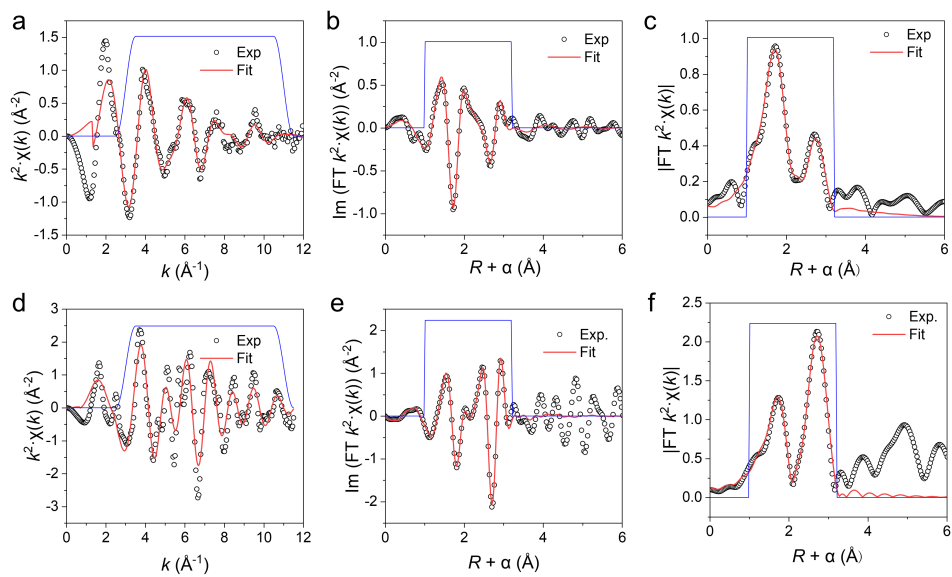 a
k²·χ(k) (Å⁻²)
1.5
1.0
0.5
0.0
-0.5
-1.0
-1.5
0 2 4 6 8 10 12
k (Å⁻¹)
Exp
Fit
b
Im (FT k²·χ(k)) (Å⁻²)
1.0
0.5
0.0
-0.5
-1.0
0 2 4 6
R + α (Å)
Exp
Fit
c
|FT k²·χ(k)|
1.0
0.8
0.6
0.4
0.2
0.0
0 2 4 6
R + α (Å)
Exp
Fit
d
k²·χ(k) (Å⁻²)
3
2
1
0
-1
-2
-3
0 2 4 6 8 10 12
k (Å⁻¹)
Exp
Fit
e
Im (FT k²·χ(k)) (Å⁻²)
2
1
0
-1
-2
0 2 4 6
R + α (Å)
Exp.
Fit
f
|FT k²·χ(k)|
2.5
2.0
1.5
1.0
0.5
0.0
0 2 4 6
R + α (Å)
Exp.
Fit